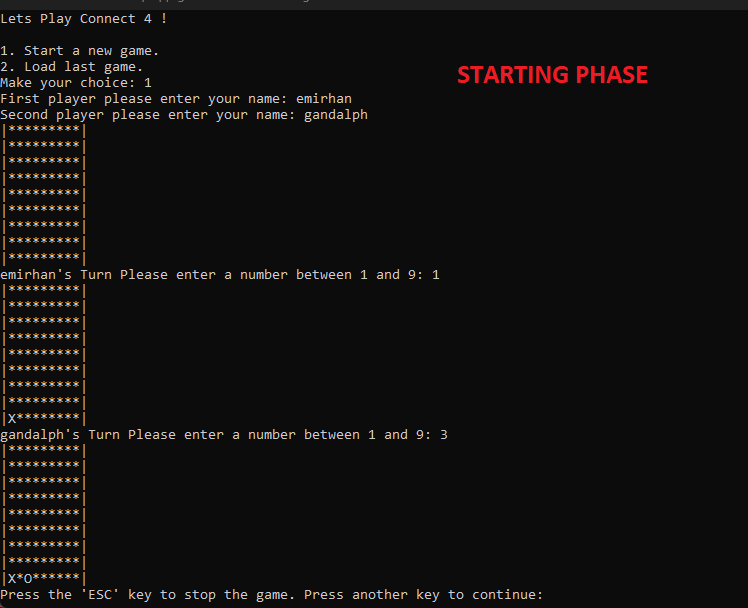 Lets Play Connect 4 !
1. Start a new game.
2. Load last game.
STARTING PHASE
Make your choice: 1
First player please enter your name: emirhan
Second player please enter your name: gandalph
|*********|
|*********|
|*********|
|*********|
|*********|
|*********|
|*********|
|*********|
|*********|
emirhan's Turn Please enter a number between 1 and 9: 1
|*********|
|*********|
|*********|
|*********|
|*********|
|*********|
|*********|
|*********|
|X********|
gandalph's Turn Please enter a number between 1 and 9: 3
|*********|
|*********|
|*********|
|*********|
|*********|
|*********|
|*********|
|*********|
|X*O******|
Press the 'ESC' key to stop the game. Press another key to continue: